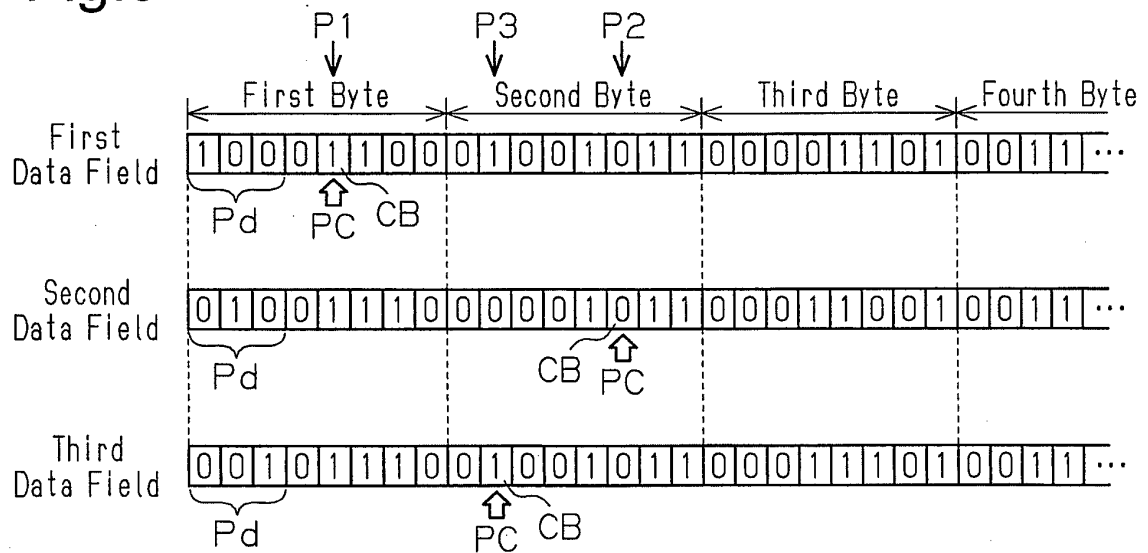 P1 P3 P2
First Byte Second Byte Third Byte Fourth Byte
First Data Field
1 0 0 0 1 1 0 0 0 1 0 0 1 0 1 1 0 0 0 0 1 1 0 1 0 0 1 1 ...
Pd PC CB
Second Data Field
0 1 0 0 1 1 1 0 0 0 0 0 1 0 1 1 0 0 0 1 1 0 0 1 0 0 1 1 ...
Pd CB PC
Third Data Field
0 0 1 0 1 1 1 0 0 1 0 0 1 0 1 1 0 0 0 1 1 1 0 1 0 0 1 1 ...
Pd PC CB